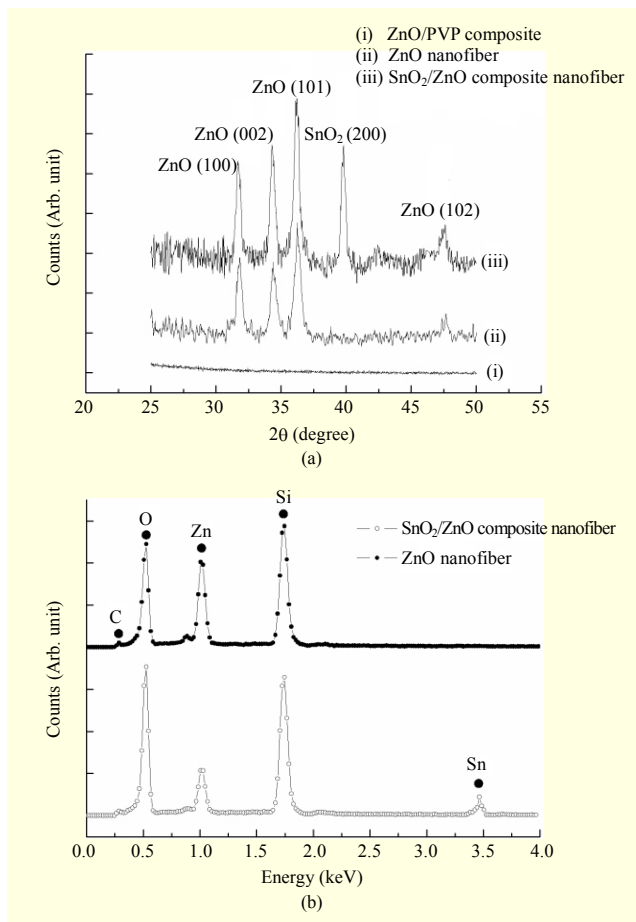 (i) ZnO/PVP composite
(ii) ZnO nanofiber
(iii) SnO₂/ZnO composite nanofiber
ZnO (101)
ZnO (002)
SnO₂ (200)
ZnO (100)
ZnO (102)
(iii)
(ii)
(i)
Counts (Arb. unit)
20 25 30 35 40 45 50 55
2θ (degree)
(a)
Si
O
Zn
SnO₂/ZnO composite nanofiber
ZnO nanofiber
C
Counts (Arb. unit)
Sn
0.0 0.5 1.0 1.5 2.0 2.5 3.0 3.5 4.0
Energy (keV)
(b)